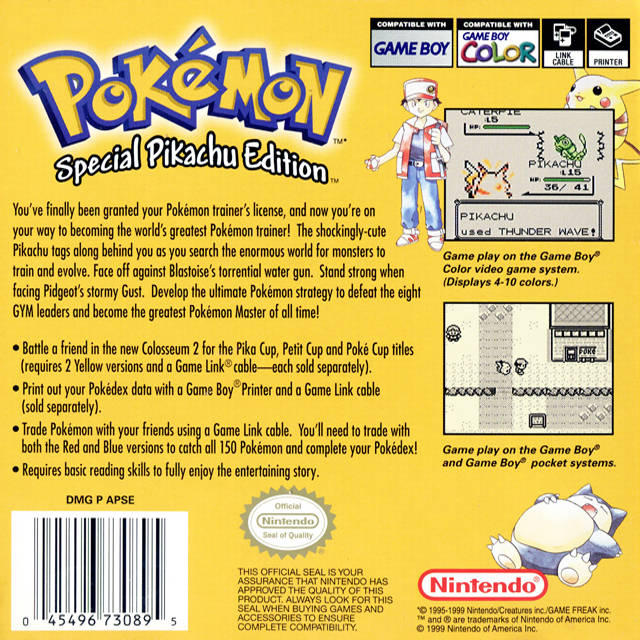 COMPATIBLE WITH
GAME BOY
COMPATIBLE WITH
GAME BOY
COLOR
LINK
CABLE
PRINTER
POKéMON
™
Special Pikachu Edition
™
CATERPIE
:L5
HP:
PIKACHU
:L15
HP:
36/ 41
PIKACHU
used THUNDER WAVE!
Game play on the Game Boy®
Color video game system.
(Displays 4-10 colors.)
You've finally been granted your Pokémon trainer's license, and now you're on
your way to becoming the world's greatest Pokémon trainer! The shockingly-cute
Pikachu tags along behind you as you search the enormous world for monsters to
train and evolve. Face off against Blastoise's torrential water gun. Stand strong when
facing Pidgeot's stormy Gust. Develop the ultimate Pokémon strategy to defeat the eight
GYM leaders and become the greatest Pokémon Master of all time!
• Battle a friend in the new Colosseum 2 for the Pika Cup, Petit Cup and Poké Cup titles
(requires 2 Yellow versions and a Game Link® cable—each sold separately).
• Print out your Pokédex data with a Game Boy® Printer and a Game Link cable
(sold separately).
• Trade Pokémon with your friends using a Game Link cable. You'll need to trade with
both the Red and Blue versions to catch all 150 Pokémon and complete your Pokédex!
• Requires basic reading skills to fully enjoy the entertaining story.
POKé
Game play on the Game Boy®
and Game Boy® pocket systems.
DMG P APSE
0 45496 73089 5
Official
Nintendo
Seal of Quality
THIS OFFICIAL SEAL IS YOUR
ASSURANCE THAT NINTENDO HAS
APPROVED THE QUALITY OF THIS
PRODUCT. ALWAYS LOOK FOR THIS
SEAL WHEN BUYING GAMES AND
ACCESSORIES TO ENSURE
COMPLETE COMPATIBILITY.
Nintendo®
*© 1995-1999 Nintendo/Creatures inc./GAME FREAK inc.
™ and ® are trademarks of Nintendo of America Inc.
© 1999 Nintendo of America Inc.